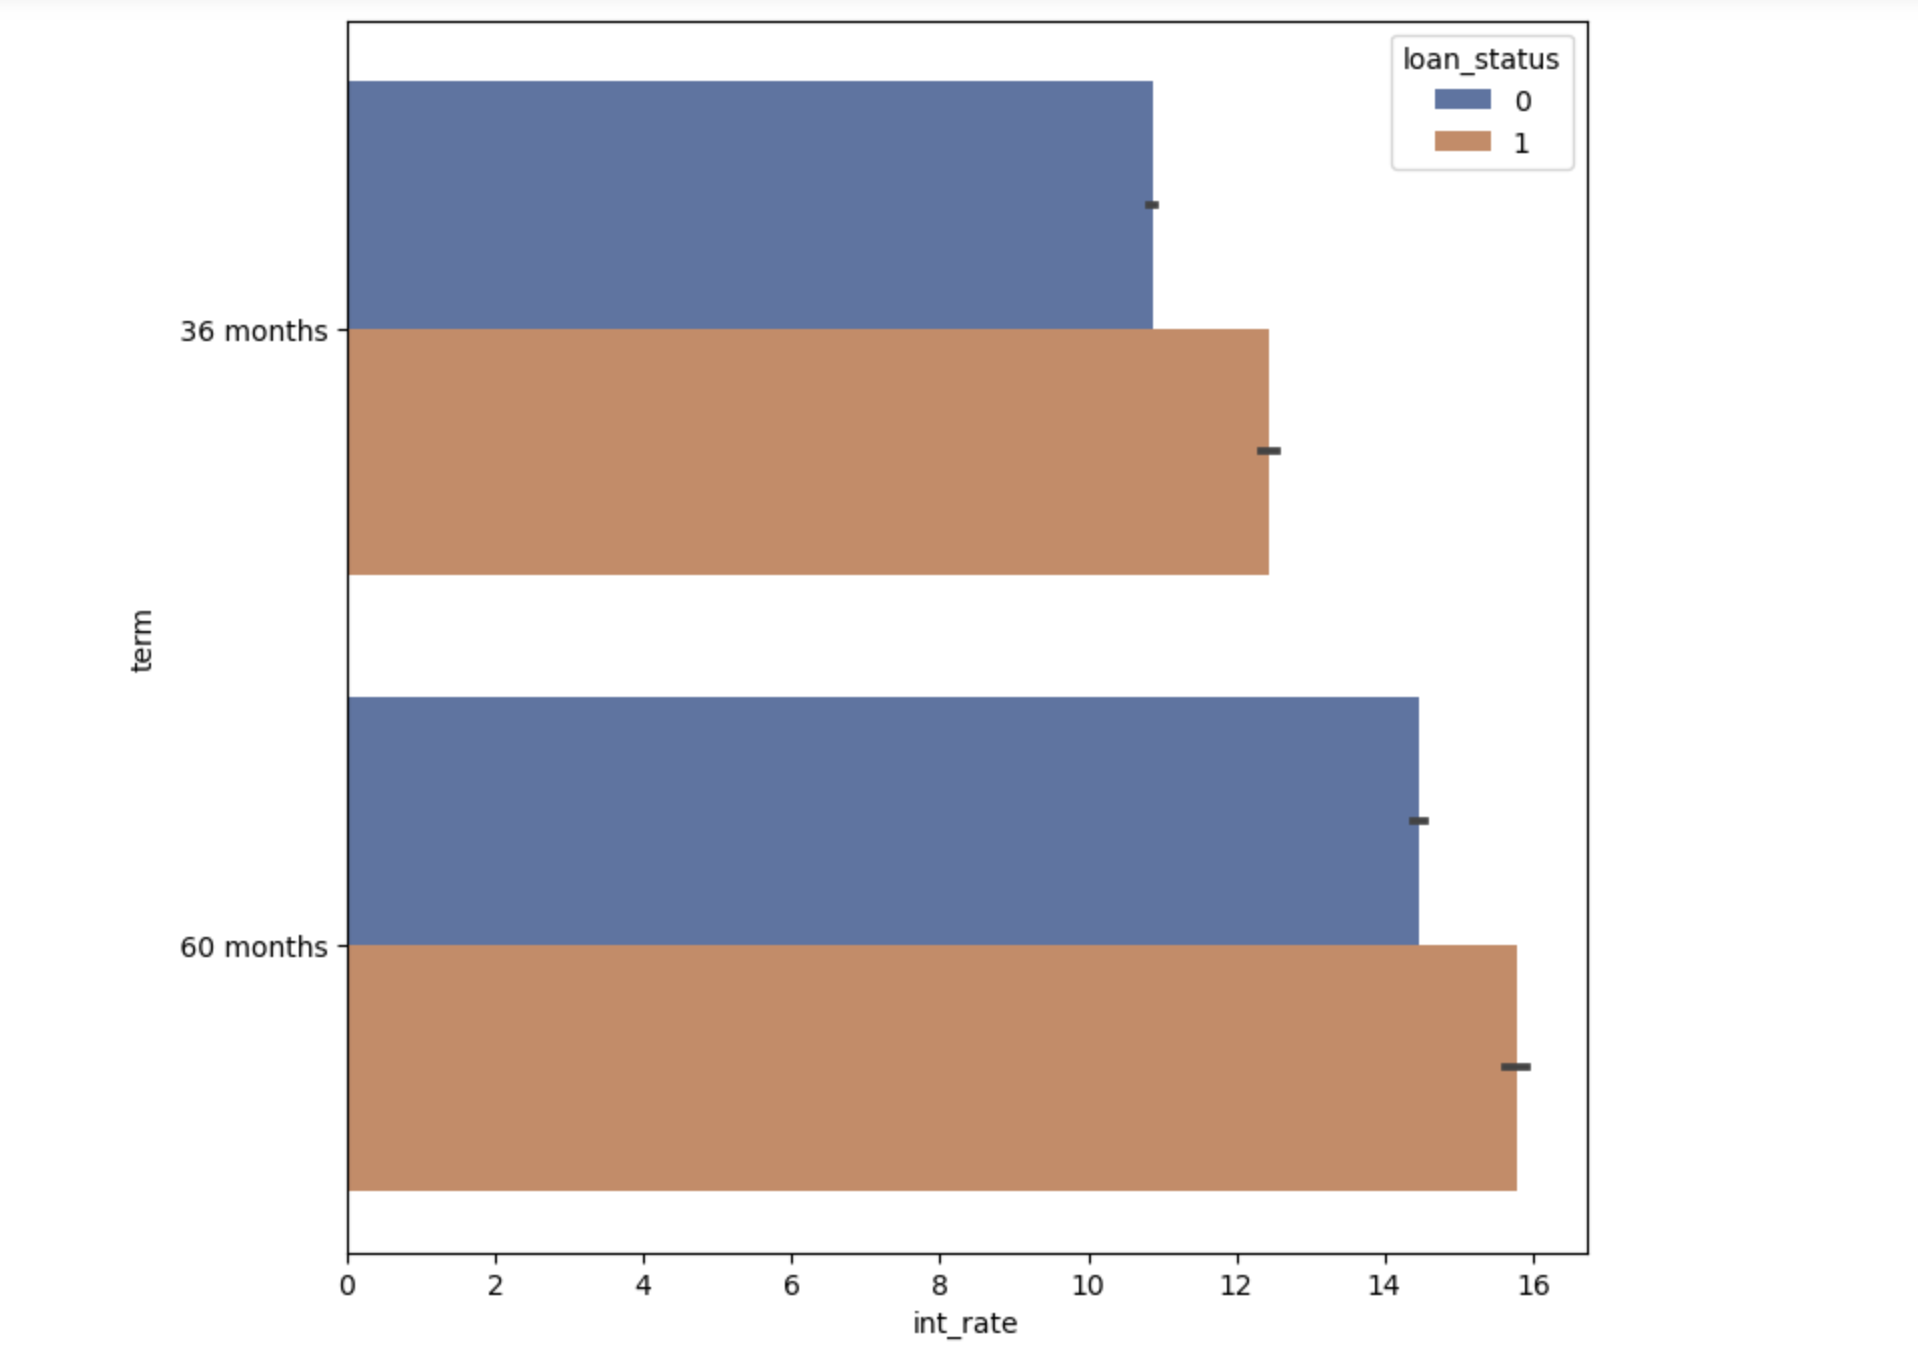 loan_status
0
1
36 months
60 months
term
0 2 4 6 8 10 12 14 16
int_rate